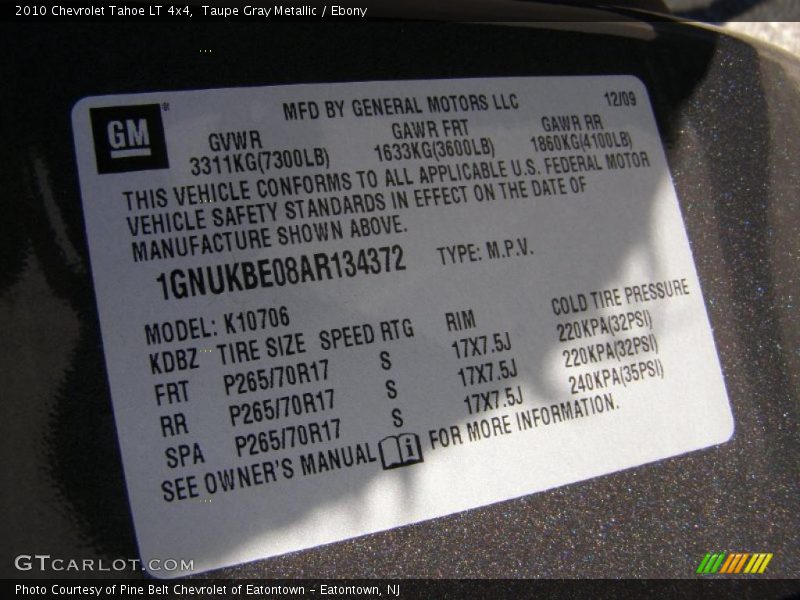 2010 Chevrolet Tahoe LT 4x4, Taupe Gray Metallic / Ebony
GM
MFD BY GENERAL MOTORS LLC 12/09
GVWR GAWR FRT GAWR RR
3311KG(7300LB) 1633KG(3600LB) 1860KG(4100LB)
THIS VEHICLE CONFORMS TO ALL APPLICABLE U.S. FEDERAL MOTOR
VEHICLE SAFETY STANDARDS IN EFFECT ON THE DATE OF
MANUFACTURE SHOWN ABOVE.
1GNUKBE08AR134372 TYPE: M.P.V.
MODEL: K10706
KDBZ TIRE SIZE SPEED RTG RIM COLD TIRE PRESSURE
FRT P265/70R17 S 17X7.5J 220KPA(32PSI)
RR P265/70R17 S 17X7.5J 220KPA(32PSI)
SPA P265/70R17 S 17X7.5J 240KPA(35PSI)
SEE OWNER'S MANUAL i FOR MORE INFORMATION.
GTCARLOT.COM
Photo Courtesy of Pine Belt Chevrolet of Eatontown – Eatontown, NJ